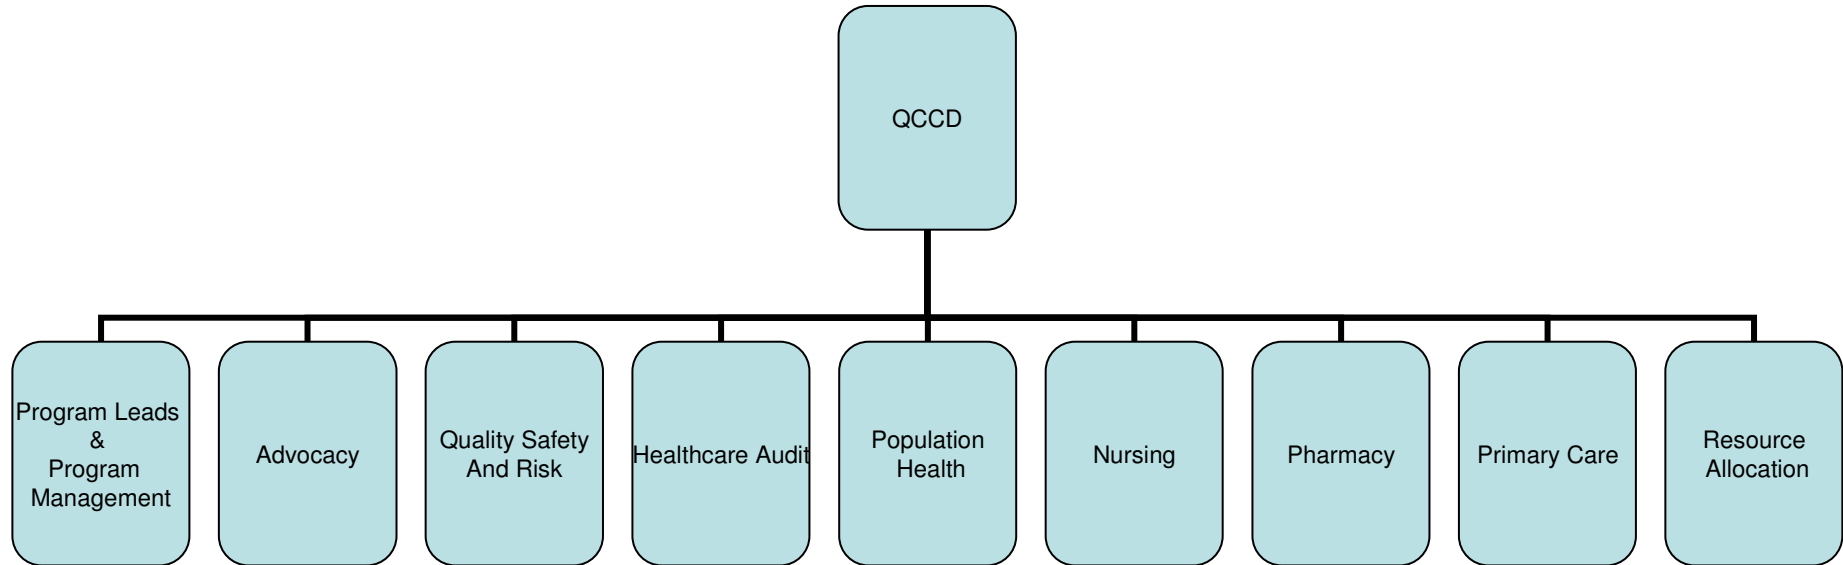 QCCD
Program Leads
&
Program
Management
Advocacy
Quality Safety
And Risk
Healthcare Audit
Population
Health
Nursing
Pharmacy
Primary Care
Resource
Allocation